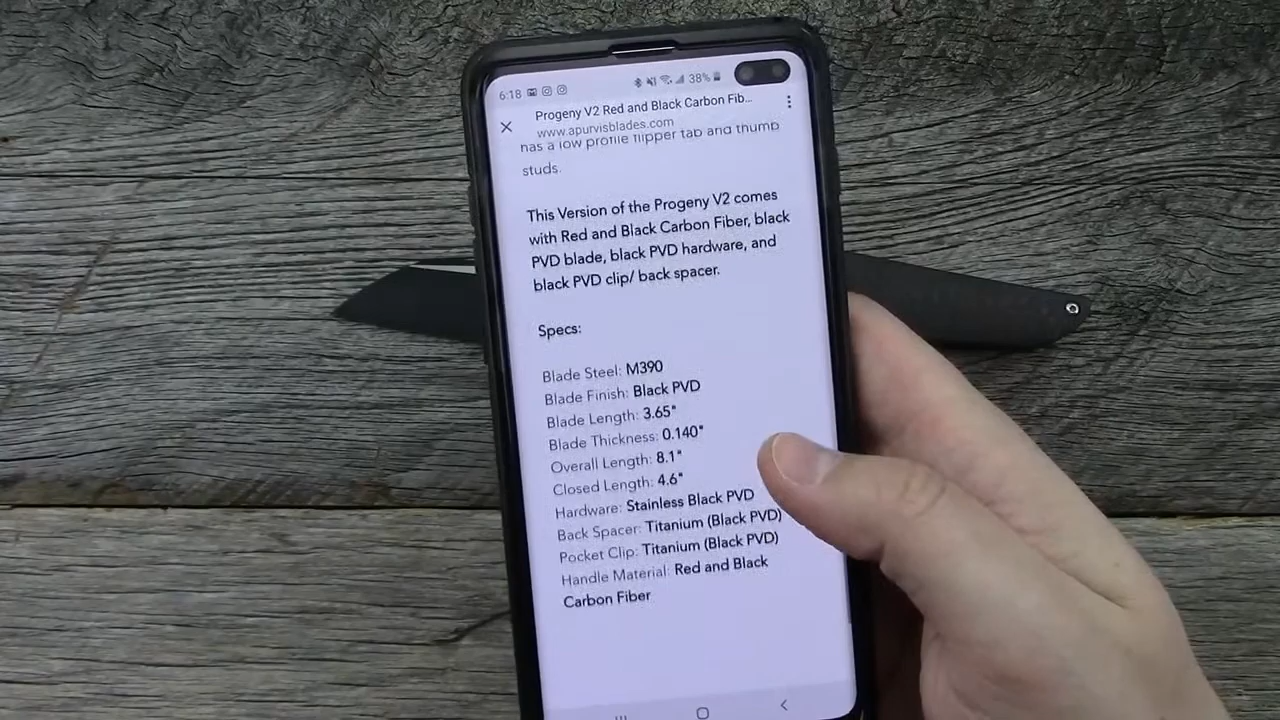 6:18 38%
Progeny V2 Red and Black Carbon Fib...
www.apurvisblades.com
has a low profile flipper tab and thumb
studs.
This Version of the Progeny V2 comes
with Red and Black Carbon Fiber, black
PVD blade, black PVD hardware, and
black PVD clip/ back spacer.
Specs:
Blade Steel: M390
Blade Finish: Black PVD
Blade Length: 3.65"
Blade Thickness: 0.140"
Overall Length: 8.1"
Closed Length: 4.6"
Hardware: Stainless Black PVD
Back Spacer: Titanium (Black PVD)
Pocket Clip: Titanium (Black PVD)
Handle Material: Red and Black
Carbon Fiber